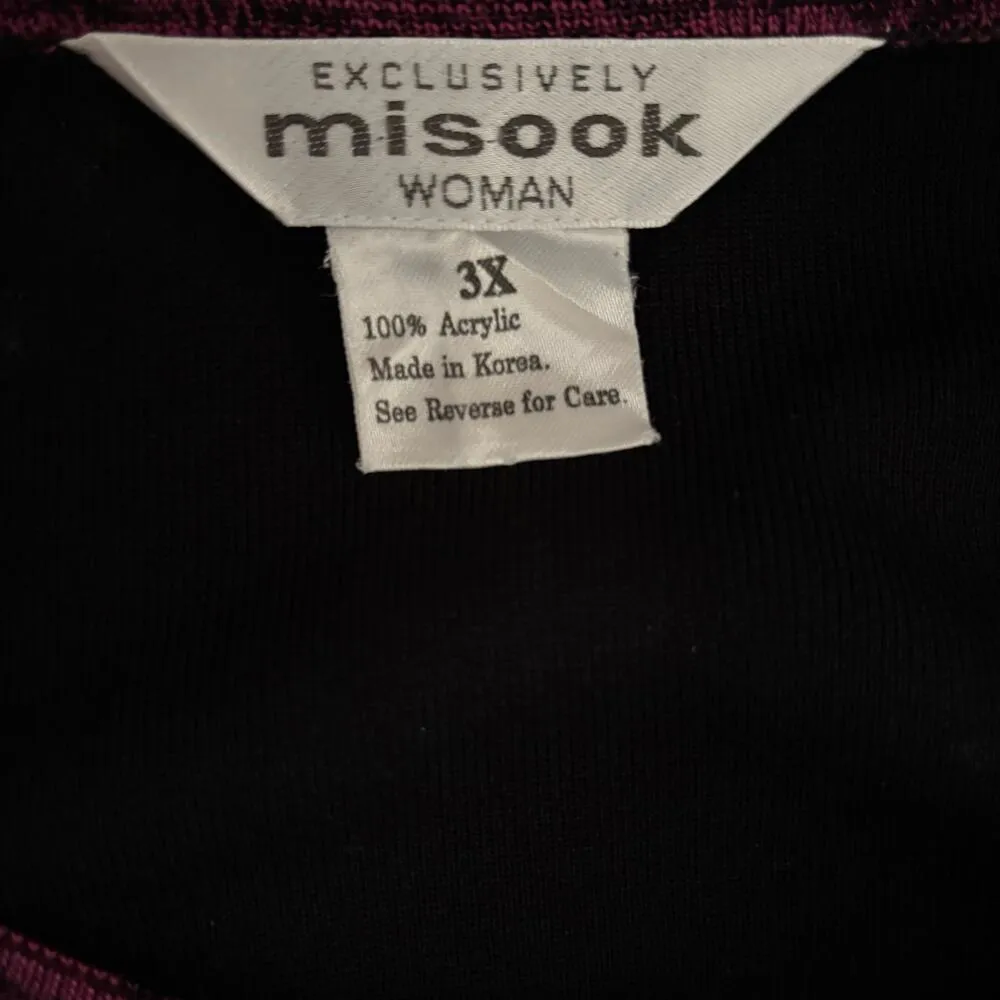 EXCLUSIVELY
misook
WOMAN
3X
100% Acrylic
Made in Korea.
See Reverse for Care.